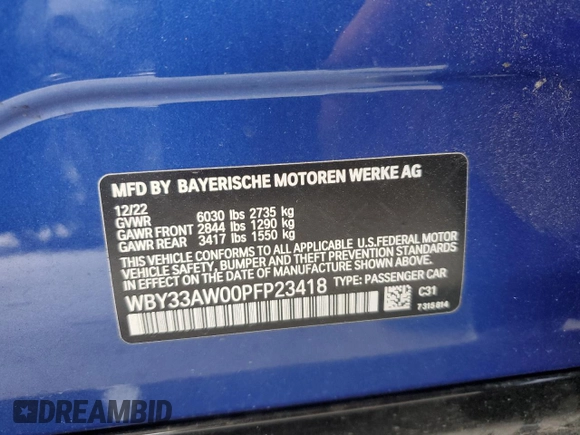 MFD BY BAYERISCHE MOTOREN WERKE AG
12/22
GVWR 6030 lbs 2735 kg
GAWR FRONT 2844 lbs 1290 kg
GAWR REAR 3417 lbs 1550 kg
THIS VEHICLE CONFORMS TO ALL APPLICABLE U.S.FEDERAL MOTOR
VEHICLE SAFETY, BUMPER AND THEFT PREVENTION STANDARDS
IN EFFECT ON THE DATE OF MANUFACTURE SHOWN ABOVE.
WBY33AW00PFP23418 TYPE: PASSENGER CAR
C31
7 318 814
DREAMBID